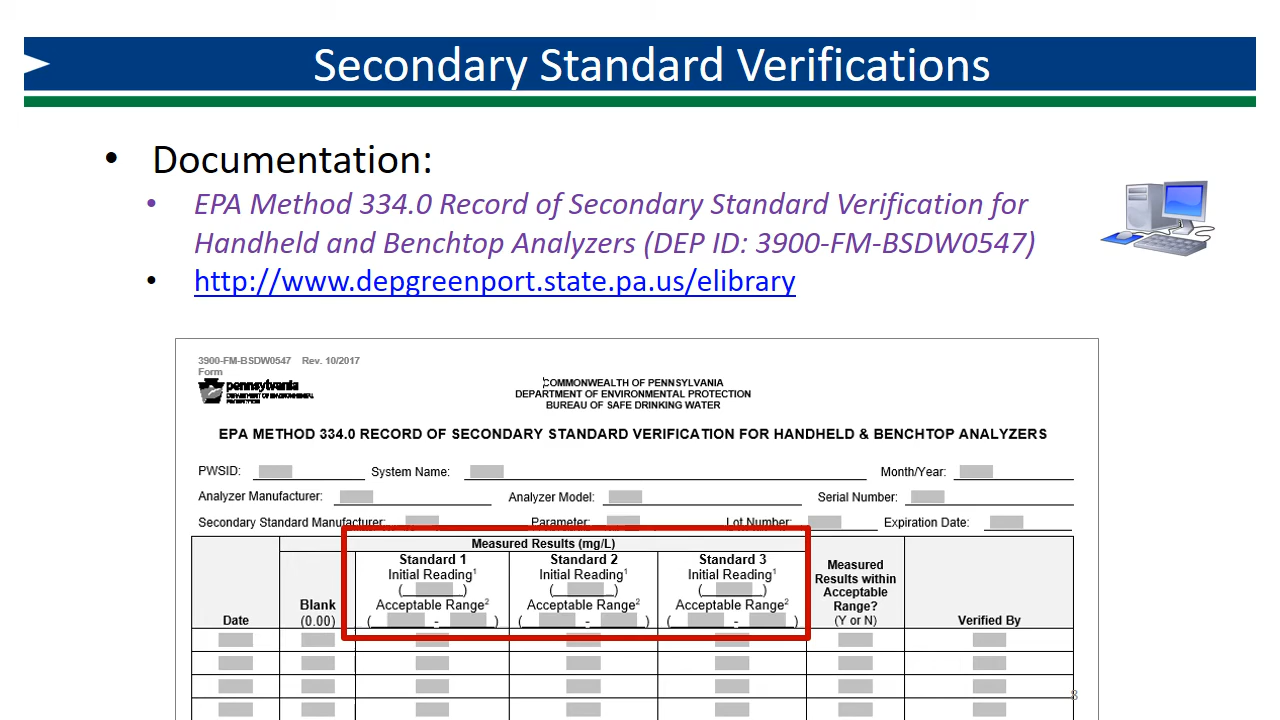 Secondary Standard Verifications
• Documentation:
• EPA Method 334.0 Record of Secondary Standard Verification for
Handheld and Benchtop Analyzers (DEP ID: 3900-FM-BSDW0547)
• http://www.depgreenport.state.pa.us/elibrary
3900-FM-BSDW0547 Rev. 10/2017
Form
pennsylvania
DEPARTMENT OF ENVIRONMENTAL
PROTECTION
COMMONWEALTH OF PENNSYLVANIA
DEPARTMENT OF ENVIRONMENTAL PROTECTION
BUREAU OF SAFE DRINKING WATER
EPA METHOD 334.0 RECORD OF SECONDARY STANDARD VERIFICATION FOR HANDHELD & BENCHTOP ANALYZERS
PWSID: System Name: Month/Year:
Analyzer Manufacturer: Analyzer Model: Serial Number:
Secondary Standard Manufacturer: Parameter: Lot Number: Expiration Date:
Date
Blank
(0.00)
Measured Results (mg/L)
Standard 1
Initial Reading1
( )
Acceptable Range2
( - )
Standard 2
Initial Reading1
( )
Acceptable Range2
( - )
Standard 3
Initial Reading1
( )
Acceptable Range2
( - )
Measured
Results within
Acceptable
Range?
(Y or N)
Verified By
8